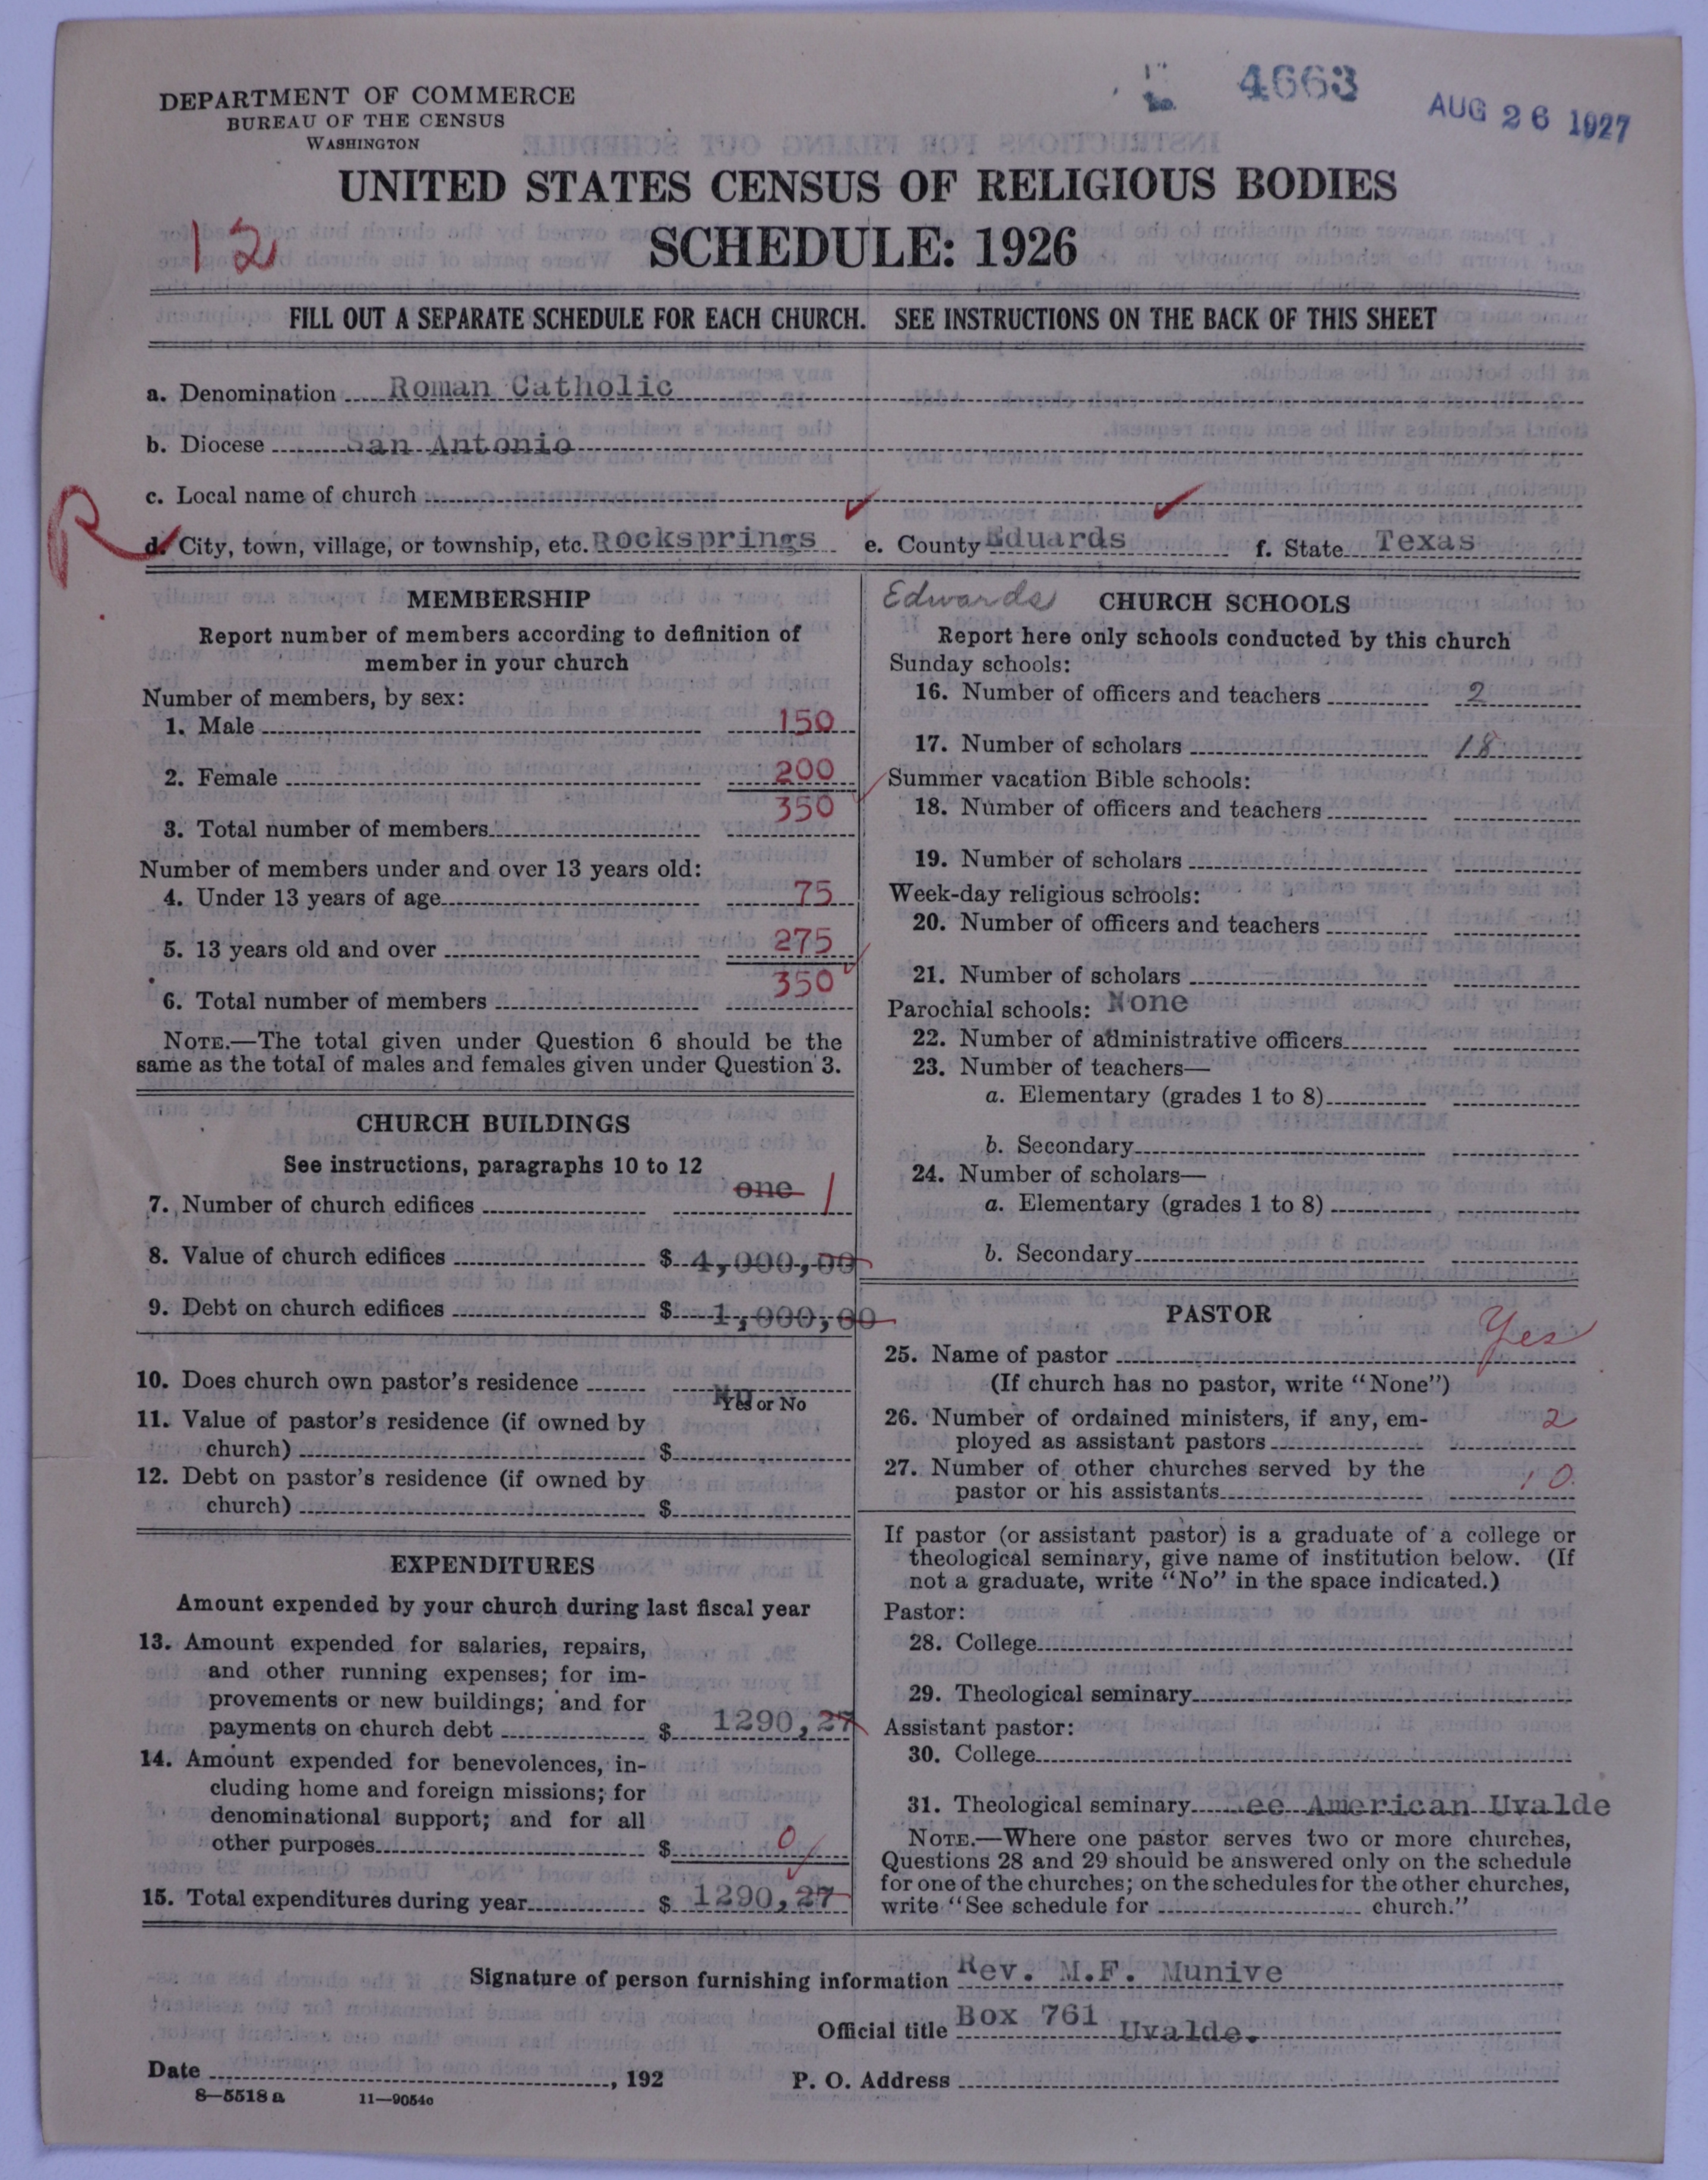 4663
AUG 26 1927
DEPARTMENT OF COMMERCE
BUREAU OF THE CENSUS
WASHINGTON
UNITED STATES CENSUS OF RELIGIOUS BODIES
12
SCHEDULE: 1926
FILL OUT A SEPARATE SCHEDULE FOR EACH CHURCH. SEE INSTRUCTIONS ON THE BACK OF THIS SHEET
a. Denomination Roman Catholic
b. Diocese San Antonio
c. Local name of church
R
d. City, town, village, or township, etc. Rocksprings e. County Eduards f. State Texas
MEMBERSHIP
Report number of members according to definition of
member in your church
Number of members, by sex:
1. Male 150
2. Female 200
350
3. Total number of members
Number of members under and over 13 years old:
4. Under 13 years of age 75
5. 13 years old and over 275
350
6. Total number of members
NOTE.—The total given under Question 6 should be the
same as the total of males and females given under Question 3.
CHURCH BUILDINGS
See instructions, paragraphs 10 to 12
7. Number of church edifices one 1
8. Value of church edifices $ 4,000,00
9. Debt on church edifices $ 1,000,00
10. Does church own pastor's residence No
Yes or No
11. Value of pastor's residence (if owned by
church) $
12. Debt on pastor's residence (if owned by
church) $
EXPENDITURES
Amount expended by your church during last fiscal year
13. Amount expended for salaries, repairs,
and other running expenses; for im-
provements or new buildings; and for
payments on church debt $ 1290,27
14. Amount expended for benevolences, in-
cluding home and foreign missions; for
denominational support; and for all
other purposes $ 0
15. Total expenditures during year $ 1290,27
Edwards
CHURCH SCHOOLS
Report here only schools conducted by this church
Sunday schools:
16. Number of officers and teachers 2
17. Number of scholars 18
Summer vacation Bible schools:
18. Number of officers and teachers
19. Number of scholars
Week-day religious schools:
20. Number of officers and teachers
21. Number of scholars
Parochial schools: None
22. Number of administrative officers
23. Number of teachers—
a. Elementary (grades 1 to 8)
b. Secondary
24. Number of scholars—
a. Elementary (grades 1 to 8)
b. Secondary
PASTOR
25. Name of pastor Yes
(If church has no pastor, write "None")
26. Number of ordained ministers, if any, em-
ployed as assistant pastors 2
27. Number of other churches served by the
pastor or his assistants 10
If pastor (or assistant pastor) is a graduate of a college or
theological seminary, give name of institution below. (If
not a graduate, write "No" in the space indicated.)
Pastor:
28. College
29. Theological seminary
Assistant pastor:
30. College
31. Theological seminary ee American Uvalde
NOTE.—Where one pastor serves two or more churches,
Questions 28 and 29 should be answered only on the schedule
for one of the churches; on the schedules for the other churches,
write "See schedule for church."
Signature of person furnishing information Rev. M.F. Munive
Official title Box 761 Uvalde.
Date , 192 P. O. Address
8—5518 a 11—9054c